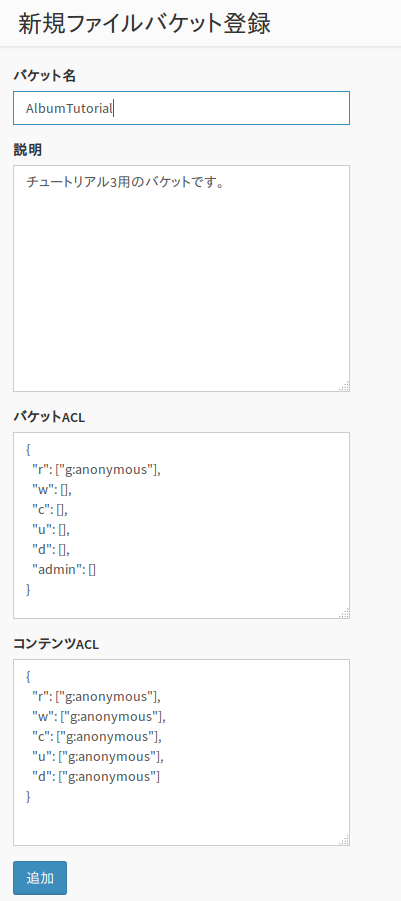 新規ファイルバケット登録
バケット名
AlbumTutorial
説明
チュートリアル3用のバケットです。
バケットACL
{
  "r": ["g:anonymous"],
  "w": [],
  "c": [],
  "u": [],
  "d": [],
  "admin": []
}
コンテンツACL
{
  "r": ["g:anonymous"],
  "w": ["g:anonymous"],
  "c": ["g:anonymous"],
  "u": ["g:anonymous"],
  "d": ["g:anonymous"]
}
追加